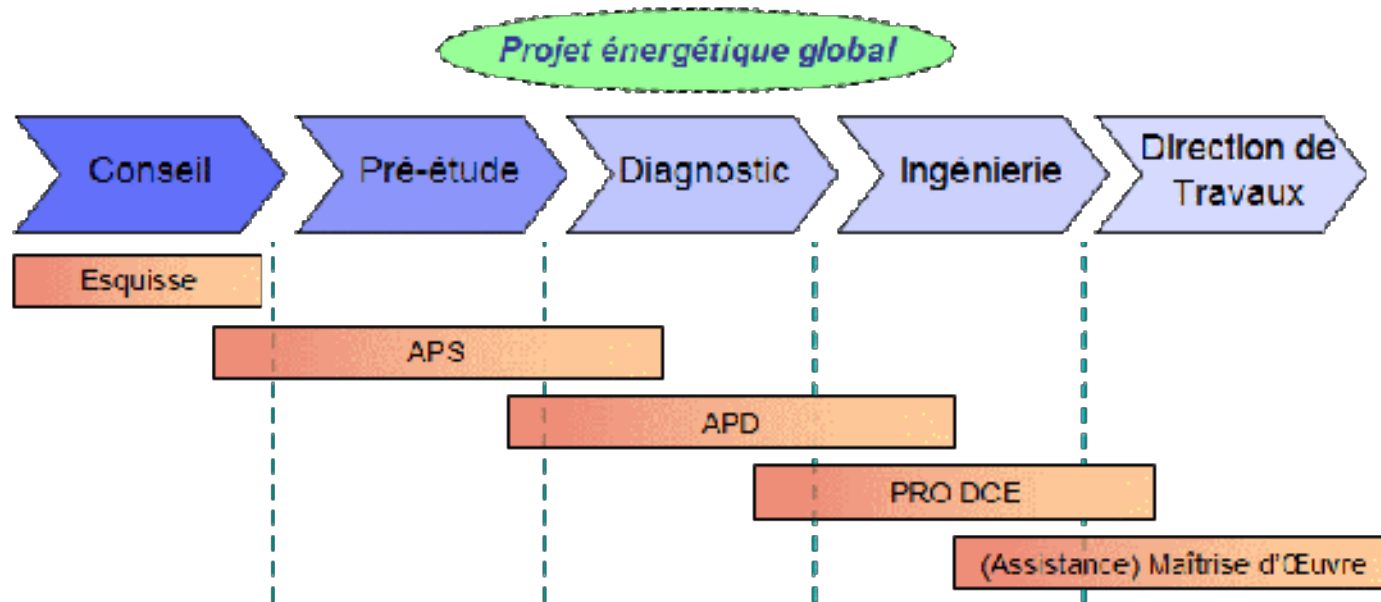 Projet énergétique global
Conseil
Pré-étude
Diagnostic
Ingénierie
Direction de
Travaux
Esquisse
APS
APD
PRO DCE
(Assistance) Maîtrise d'Œuvre